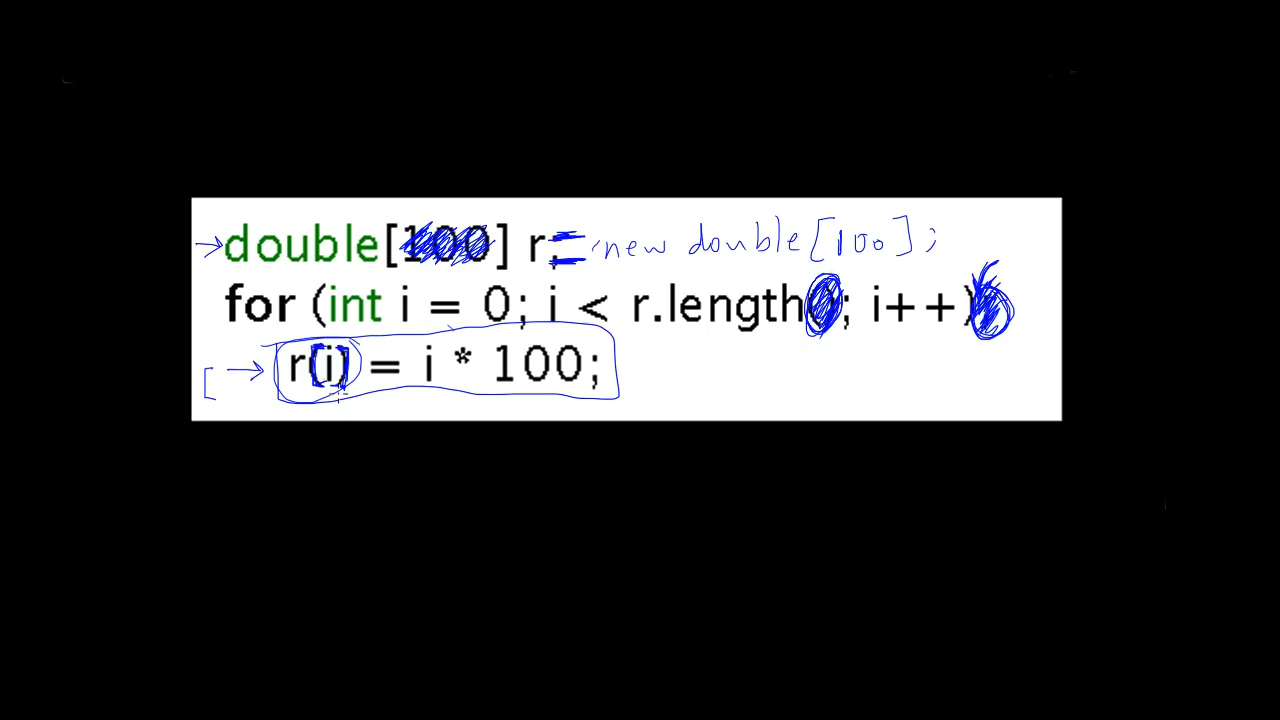 double[100] r;= new double[100];
for (int i = 0; i < r.length(); i++)
[ → r[i] = i * 100;